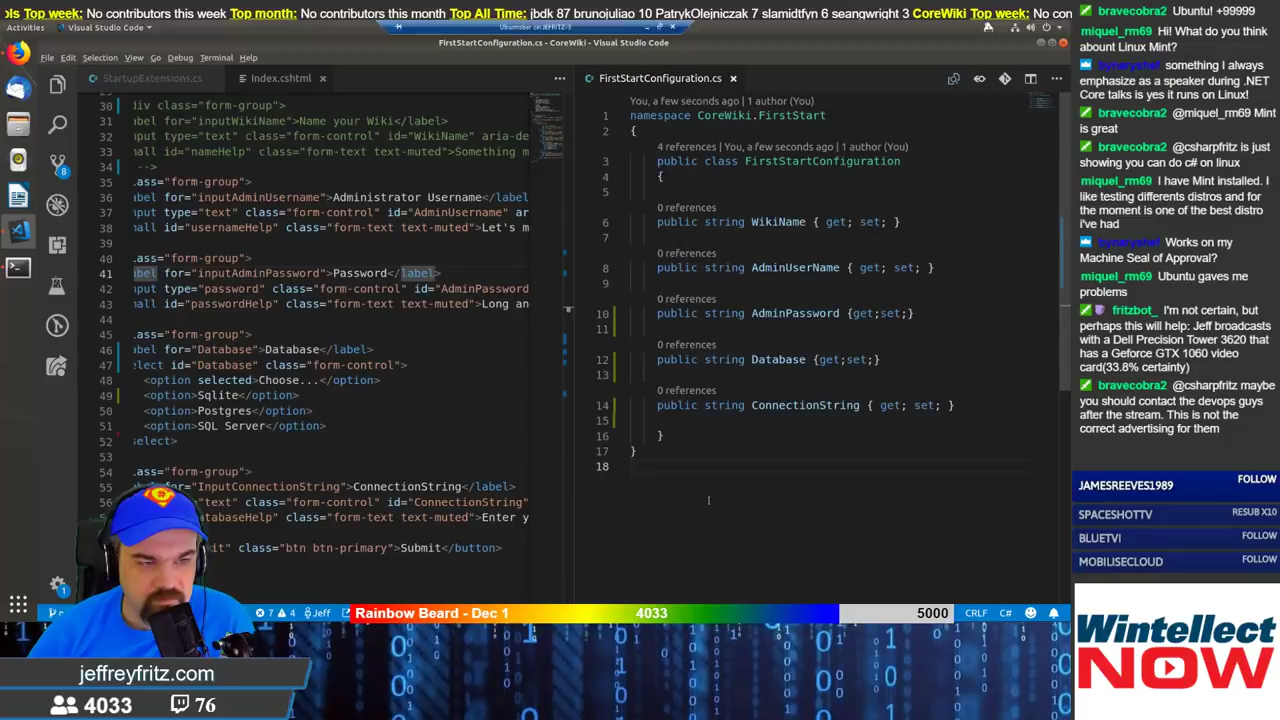 ols Top week: No contributors this week Top month: No contributors this month Top All Time: jbdk 87 brunojuliao 10 PatrykOlejniczak 7 slamidtfyn 6 seangwright 3 CoreWiki Top week: No con
Activities
Visual Studio Code
Ubuntober on JEFRITZ-3
FirstStartConfiguration.cs - CoreWiki - Visual Studio Code
File Edit Selection View Go Debug Terminal Help
StartupExtensions.cs
Index.cshtml
30 div class="form-group">
31 label for="inputWikiName">Name your Wiki</label>
32 input type="text" class="form-control" id="WikiName" aria-de
33 mall id="nameHelp" class="form-text text-muted">Something m
34 -->
35 lass="form-group">
36 abel for="inputAdminUsername">Administrator Username</label
37 nput type="text" class="form-control" id="AdminUsername" ar
38 mall id="usernameHelp" class="form-text text-muted">Let's m
39
40 lass="form-group">
41 abel for="inputAdminPassword">Password</label>
42 nput type="password" class="form-control" id="AdminPassword
43 mall id="passwordHelp" class="form-text text-muted">Long an
44
45 lass="form-group">
46 abel for="Database">Database</label>
47 elect id="Database" class="form-control">
48 <option selected>Choose...</option>
49 <option>Sqlite</option>
50 <option>Postgres</option>
51 <option>SQL Server</option>
52 select>
53
54 lass="form-group">
55 abel for="InputConnectionString">ConnectionString</label>
56 "text" class="form-control" id="ConnectionString"
atabaseHelp" class="form-text text-muted">Enter y
it" class="btn btn-primary">Submit</button>
FirstStartConfiguration.cs
You, a few seconds ago | 1 author (You)
1 namespace CoreWiki.FirstStart
2 {
4 references | You, a few seconds ago | 1 author (You)
3 public class FirstStartConfiguration
4 {
5
0 references
6 public string WikiName { get; set; }
7
0 references
8 public string AdminUserName { get; set; }
9
0 references
10 public string AdminPassword {get;set;}
11
0 references
12 public string Database {get;set;}
13
0 references
14 public string ConnectionString { get; set; }
15
16 }
17 }
18
8
1
7 4
Jeff
Rainbow Beard - Dec 1
4033
5000
CRLF C#
jeffreyfritz.com
4033
76
bravecobra2 Ubuntu! +99999
miquel_rm69 Hi! What do you think
abount Linux Mint?
something I always
emphasize as a speaker during .NET
Core talks is yes it runs on Linux!
bravecobra2 @miquel_rm69 Mint
is great
bravecobra2 @csharpfritz is just
showing you can do c# on linux
miquel_rm69 I have Mint installed. I
like testing differents distros and for
the moment is one of the best distro
i've had
Works on my
Machine Seal of Approval?
miquel_rm69 Ubuntu gaves me
problems
fritzbot_ I'm not certain, but
perhaps this will help: Jeff broadcasts
with a Dell Precision Tower 3620 that
has a Geforce GTX 1060 video
card(33.8% certainty)
bravecobra2 @csharpfritz maybe
you should contact the devops guys
after the stream. This is not the
correct advertising for them
JAMESREEVES1989 FOLLOW
SPACESHOTTV RESUB X10
BLUETVI FOLLOW
MOBILISECLOUD FOLLOW
Wintellect
NOW